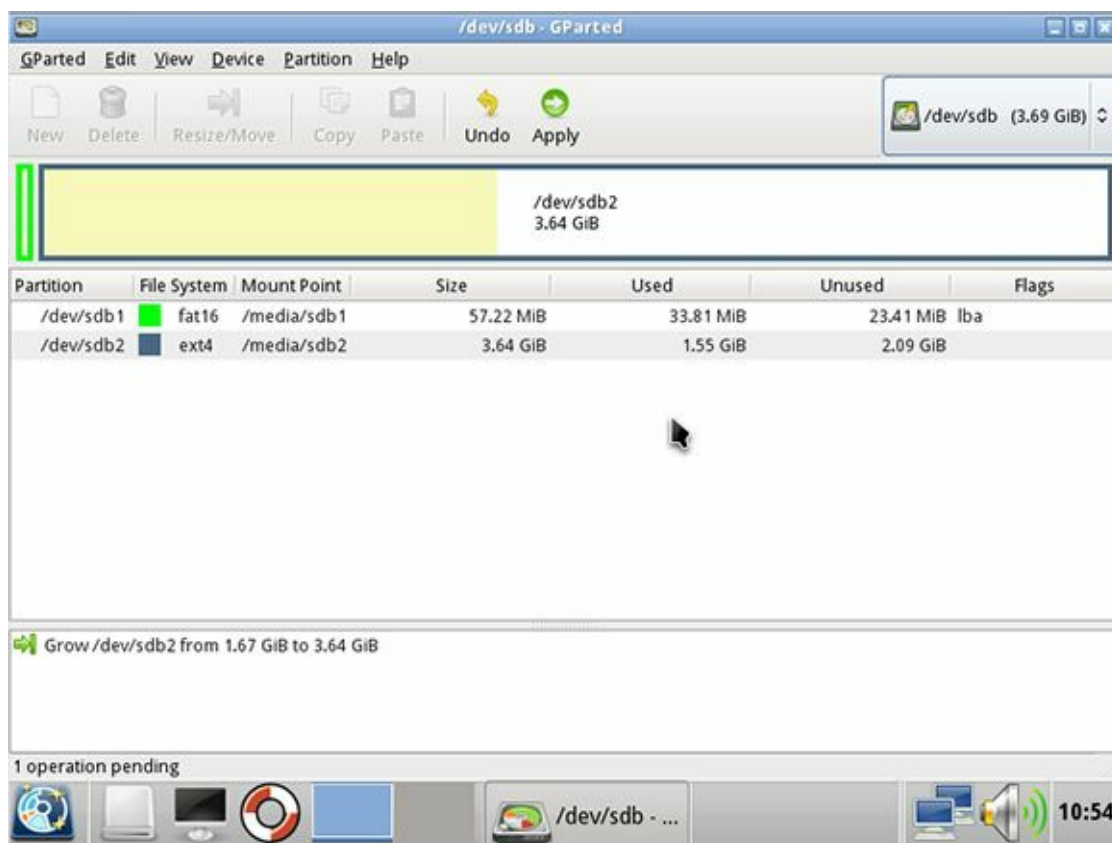 /dev/sdb - GParted
GParted Edit View Device Partition Help
New Delete Resize/Move Copy Paste Undo Apply /dev/sdb (3.69 GiB)
/dev/sdb2
3.64 GiB
Partition File System Mount Point Size Used Unused Flags
/dev/sdb1 fat16 /media/sdb1 57.22 MiB 33.81 MiB 23.41 MiB lba
/dev/sdb2 ext4 /media/sdb2 3.64 GiB 1.55 GiB 2.09 GiB
Grow /dev/sdb2 from 1.67 GiB to 3.64 GiB
1 operation pending
/dev/sdb - ... 10:54